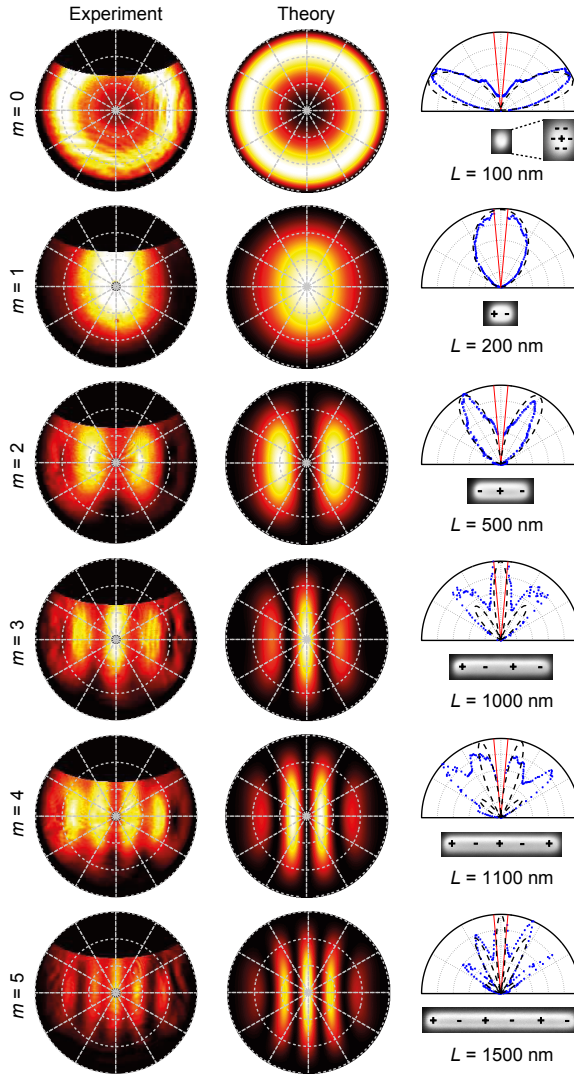 Experiment Theory
m = 0
- -
- + -
- -
L = 100 nm
m = 1
+ -
L = 200 nm
m = 2
- + -
L = 500 nm
m = 3
+ - + -
L = 1000 nm
m = 4
+ - + - +
L = 1100 nm
m = 5
+ - + - + -
L = 1500 nm